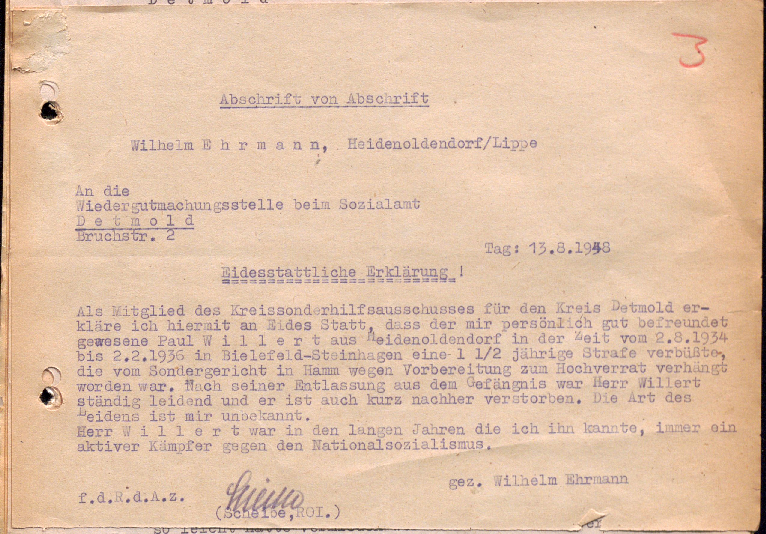 D e t m o l d
3
Abschrift von Abschrift
Wilhelm E h r m a n n, Heidenoldendorf/Lippe
An die
Wiedergutmachungsstelle beim Sozialamt
D e t m o l d
Bruchstr. 2
Tag: 13.8.1948
Eidesstattliche Erklärung !
Als Mitglied des Kreissonderhilfsausschusses für den Kreis Detmold er-
kläre ich hiermit an Eides Statt, dass der mir persönlich gut befreundet
gewesene Paul W i l l e r t aus Heidenoldendorf in der Zeit vom 2.8.1934
bis 2.2.1936 in Bielefeld-Steinhagen eine 1 1/2 jährige Strafe verbüßte,
die vom Sondergericht in Hamm wegen Vorbereitung zum Hochverrat verhängt
worden war. Nach seiner Entlassung aus dem Gefängnis war Herr Willert
ständig leidend und er ist auch kurz nachher verstorben. Die Art des
Leidens ist mir unbekannt.
Herr W i l l e r t war in den langen Jahren die ich ihn kannte, immer ein
aktiver Kämpfer gegen den Nationalsozialismus.
gez. Wilhelm Ehrmann
f.d.R.d.A.z.
(Scheibe,ROI.)
so leicht